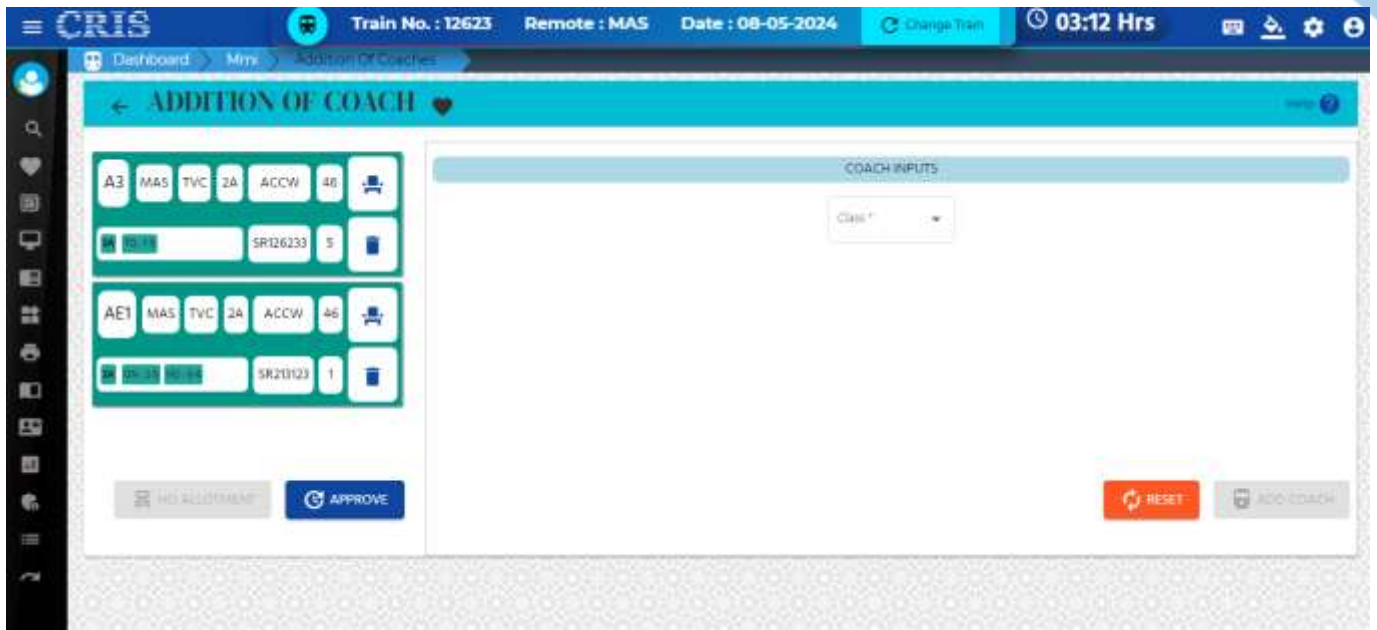 CRIS Train No. : 12623 Remote : MAS Date : 08-05-2024 Change Train 03:12 Hrs
Dashboard Mmx Addition Of Coaches
ADDITION OF COACH Help
COACH INPUTS
A3 MAS TVC 2A ACCW 46
Class *
SR126233 5
AE1 MAS TVC 2A ACCW 46
SR213123 1
HO ALLOTMENT APPROVE RESET ADD COACH